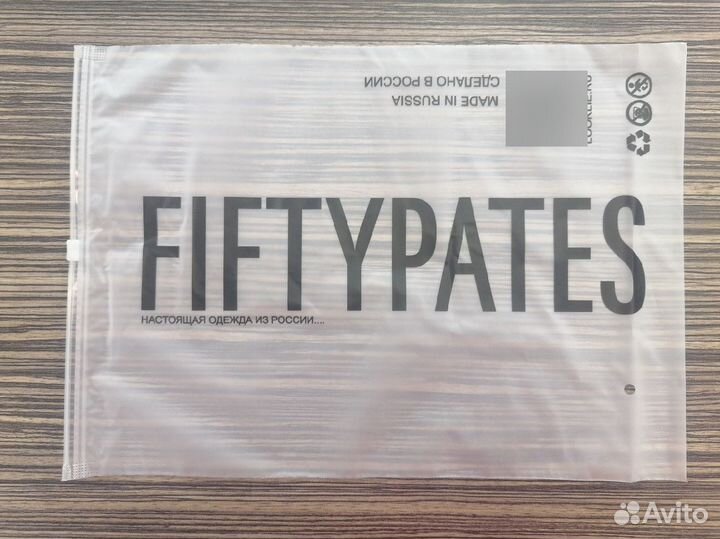 СДЕЛАНО В РОССИИ
MADE IN RUSSIA
FIFTYPATES
НАСТОЯЩАЯ ОДЕЖДА ИЗ РОССИИ....
Avito